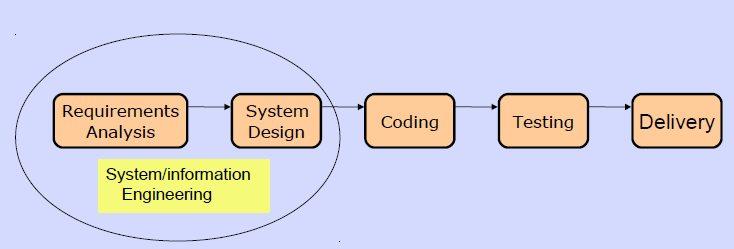 Requirements
Analysis
System
Design
Coding
Testing
Delivery
System/information
Engineering